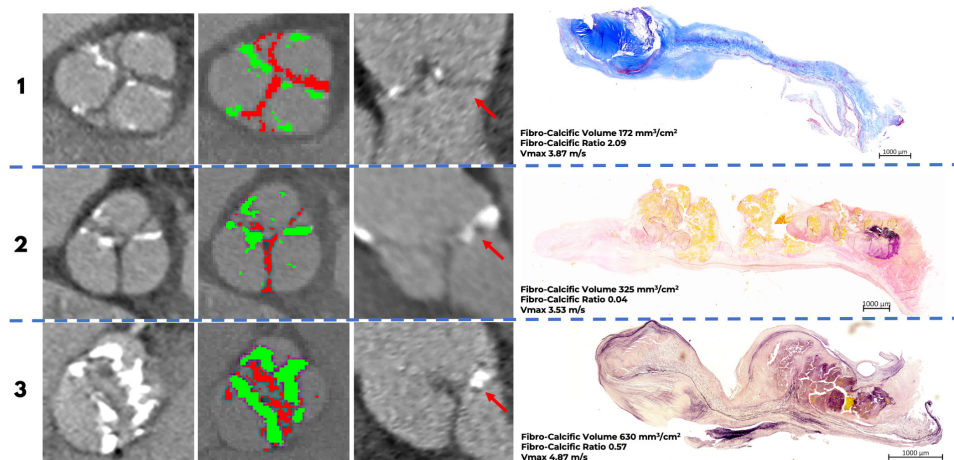 1
Fibro-Calcific Volume 172 mm³/cm²
Fibro-Calcific Ratio 2.09
Vmax 3.87 m/s
1000 µm
2
Fibro-Calcific Volume 325 mm³/cm²
Fibro-Calcific Ratio 0.04
Vmax 3.53 m/s
1000 µm
3
Fibro-Calcific Volume 630 mm³/cm²
Fibro-Calcific Ratio 0.57
Vmax 4.87 m/s
1000 µm